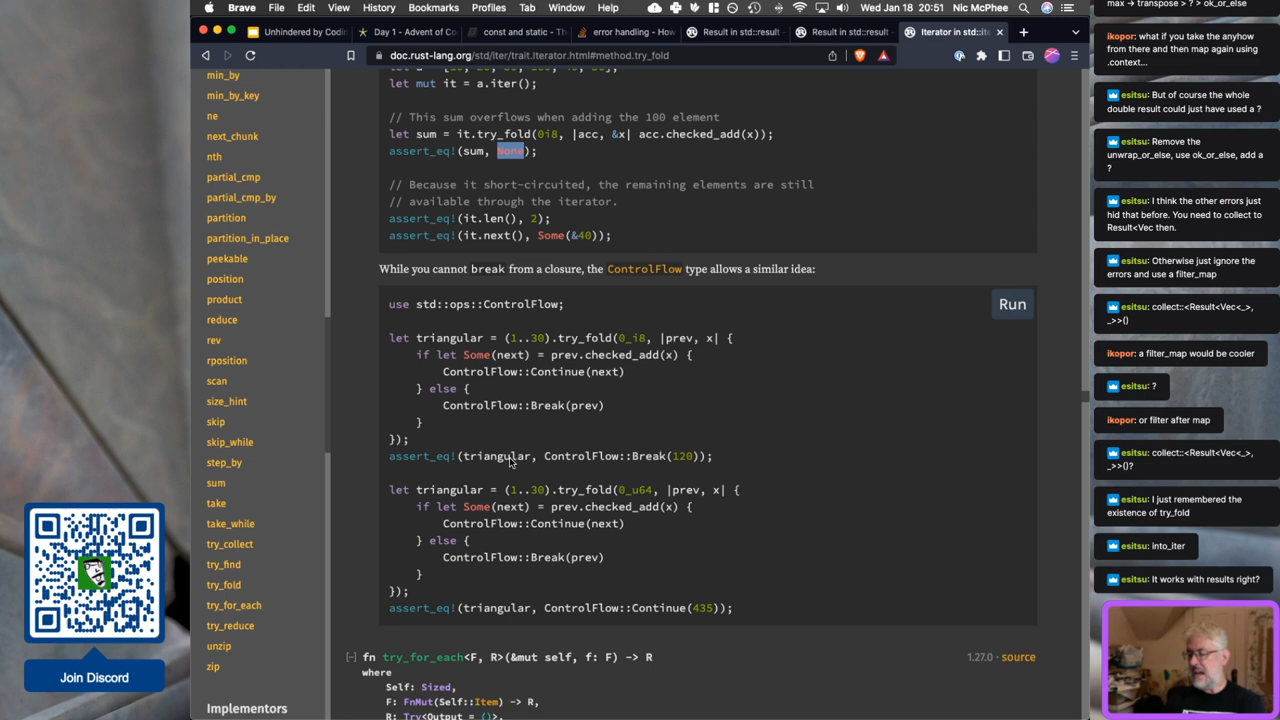 Brave File Edit View History Bookmarks Profiles Tab Window Help Wed Jan 18 20:51 Nic McPhee
Unhindered by Codin
Day 1 - Advent of Co
const and static - Th
error handling - How
Result in std::result
Result in std::result
Iterator in std::ite
doc.rust-lang.org/std/iter/trait.Iterator.html#method.try_fold
min_by
min_by_key
ne
next_chunk
nth
partial_cmp
partial_cmp_by
partition
partition_in_place
peekable
position
product
reduce
rev
rposition
scan
size_hint
skip
skip_while
step_by
sum
take
take_while
try_collect
try_find
try_fold
try_for_each
try_reduce
unzip
zip
Implementors
let mut it = a.iter();
// This sum overflows when adding the 100 element
let sum = it.try_fold(0i8, |acc, &x| acc.checked_add(x));
assert_eq!(sum, None);
// Because it short-circuited, the remaining elements are still
// available through the iterator.
assert_eq!(it.len(), 2);
assert_eq!(it.next(), Some(&40));
While you cannot break from a closure, the ControlFlow type allows a similar idea:
Run
use std::ops::ControlFlow;
let triangular = (1..30).try_fold(0_i8, |prev, x| {
if let Some(next) = prev.checked_add(x) {
ControlFlow::Continue(next)
} else {
ControlFlow::Break(prev)
}
});
assert_eq!(triangular, ControlFlow::Break(120));
let triangular = (1..30).try_fold(0_u64, |prev, x| {
if let Some(next) = prev.checked_add(x) {
ControlFlow::Continue(next)
} else {
ControlFlow::Break(prev)
}
});
assert_eq!(triangular, ControlFlow::Continue(435));
[−] fn try_for_each<F, R>(&mut self, f: F) -> R 1.27.0 · source
where
Self: Sized,
F: FnMut(Self::Item) -> R,
R: Try<Output = ()>,
max -> transpose > ? > ok_or_else
ikopor: what if you take the anyhow
from there and then map again using
.context...
esitsu: But of course the whole
double result could just have used a ?
esitsu: Remove the
unwrap_or_else, use ok_or_else, add a
?
esitsu: I think the other errors just
hid that before. You need to collect to
Result<Vec then.
esitsu: Otherwise just ignore the
errors and use a filter_map
esitsu: collect::<Result<Vec<_>,
_>>()
ikopor: a filter_map would be cooler
esitsu: ?
ikopor: or filter after map
esitsu: collect::<Result<Vec<_>,
_>>()?
esitsu: I just remembered the
existence of try_fold
esitsu: into_iter
esitsu: It works with results right?
Join Discord